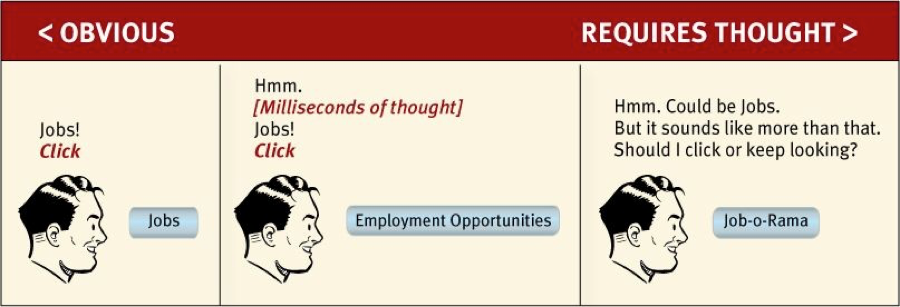 < OBVIOUS
REQUIRES THOUGHT >
Jobs!
Click
Jobs
Hmm.
[Milliseconds of thought]
Jobs!
Click
Employment Opportunities
Hmm. Could be Jobs.
But it sounds like more than that.
Should I click or keep looking?
Job-o-Rama